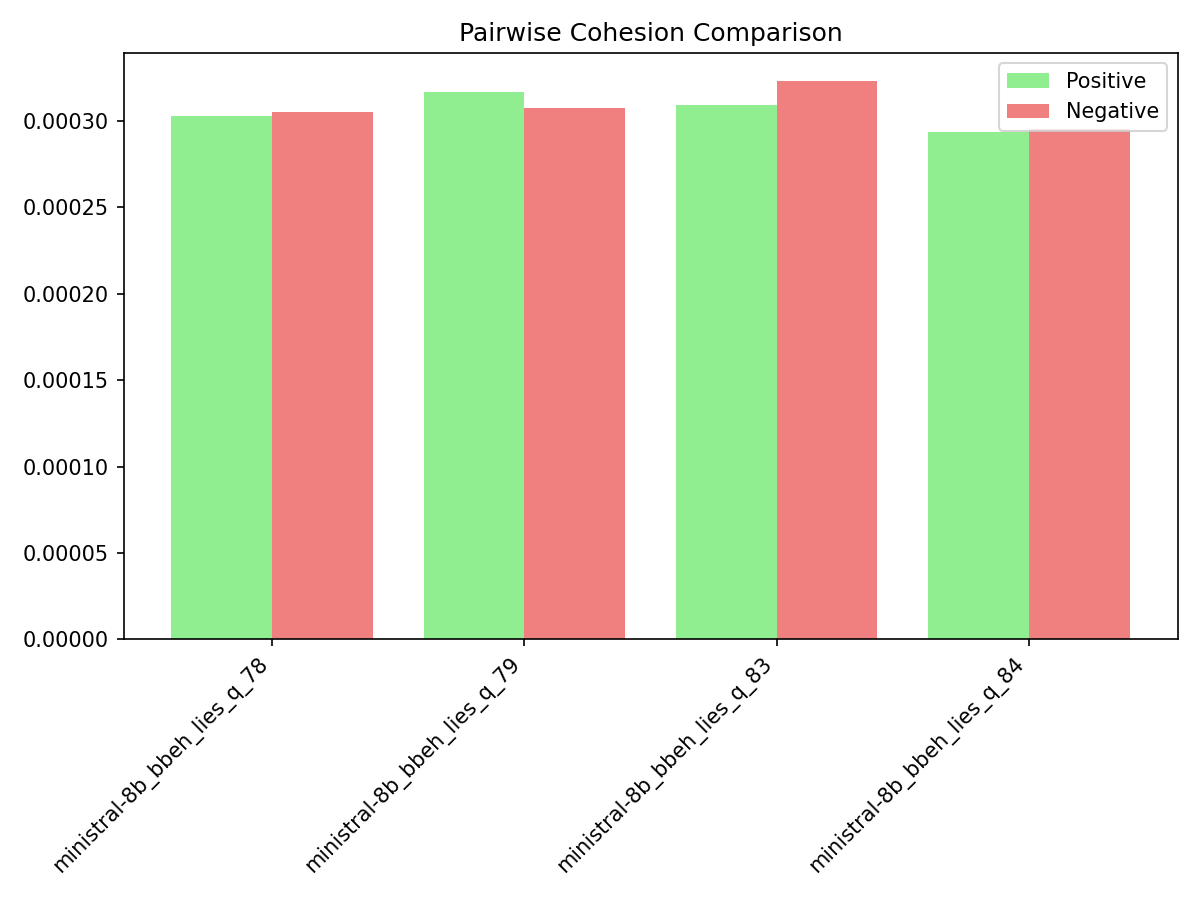 Pairwise Cohesion Comparison
Positive
Negative
0.00030
0.00025
0.00020
0.00015
0.00010
0.00005
0.00000
ministral-8b_bbeh_lies_q_78
ministral-8b_bbeh_lies_q_79
ministral-8b_bbeh_lies_q_83
ministral-8b_bbeh_lies_q_84